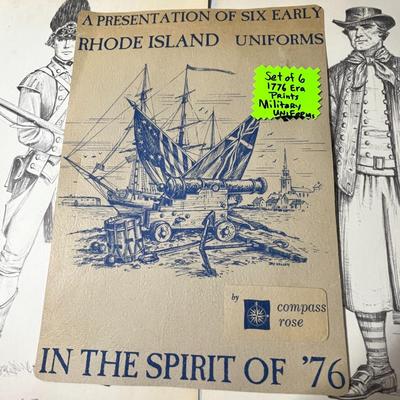 A PRESENTATION OF SIX EARLY
RHODE ISLAND UNIFORMS
Set of 6
1776 Era
Prints
Military
UNIFORMS
by compass
rose
IN THE SPIRIT OF '76